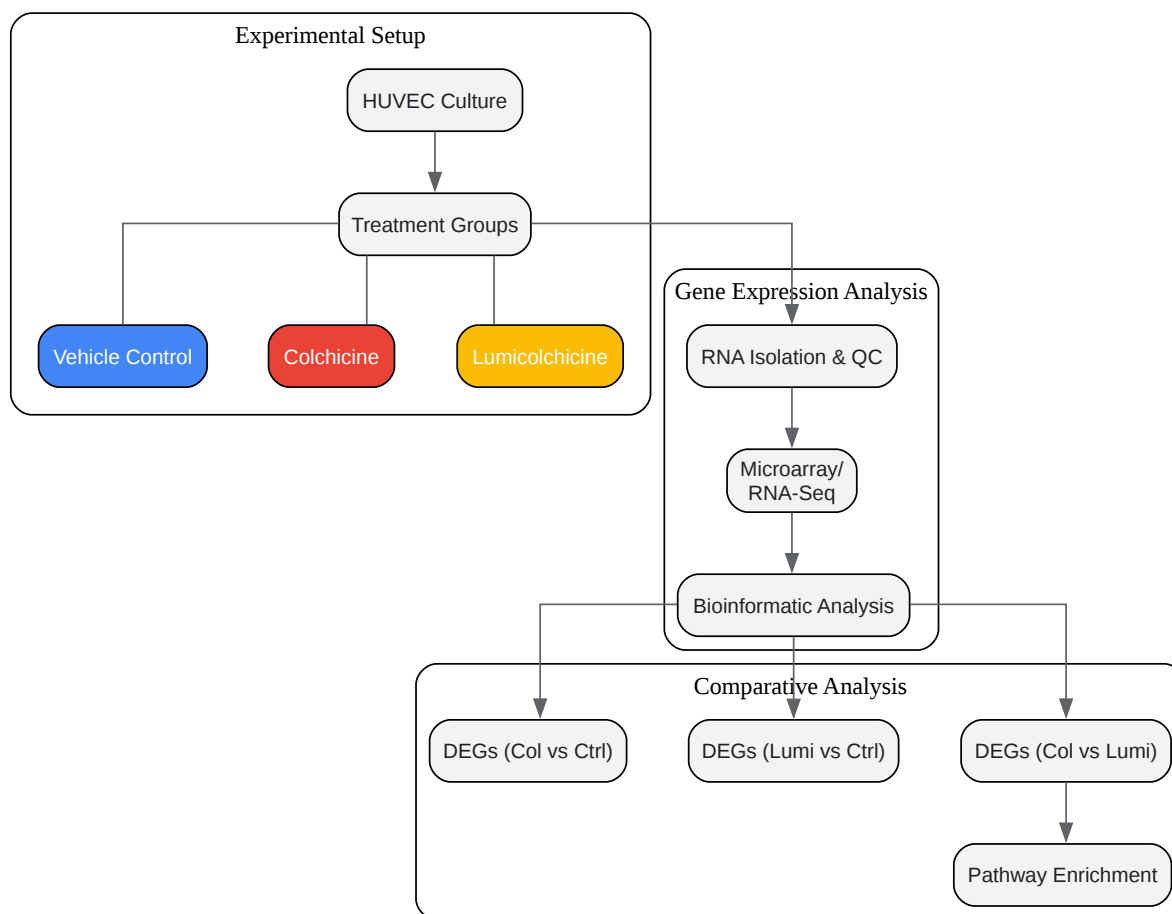 Experimental Setup
HUVEC Culture
Treatment Groups
Vehicle Control
Colchicine
Lumicolchicine
Gene Expression Analysis
RNA Isolation & QC
Microarray/
RNA-Seq
Bioinformatic Analysis
Comparative Analysis
DEGs (Col vs Ctrl)
DEGs (Lumi vs Ctrl)
DEGs (Col vs Lumi)
Pathway Enrichment